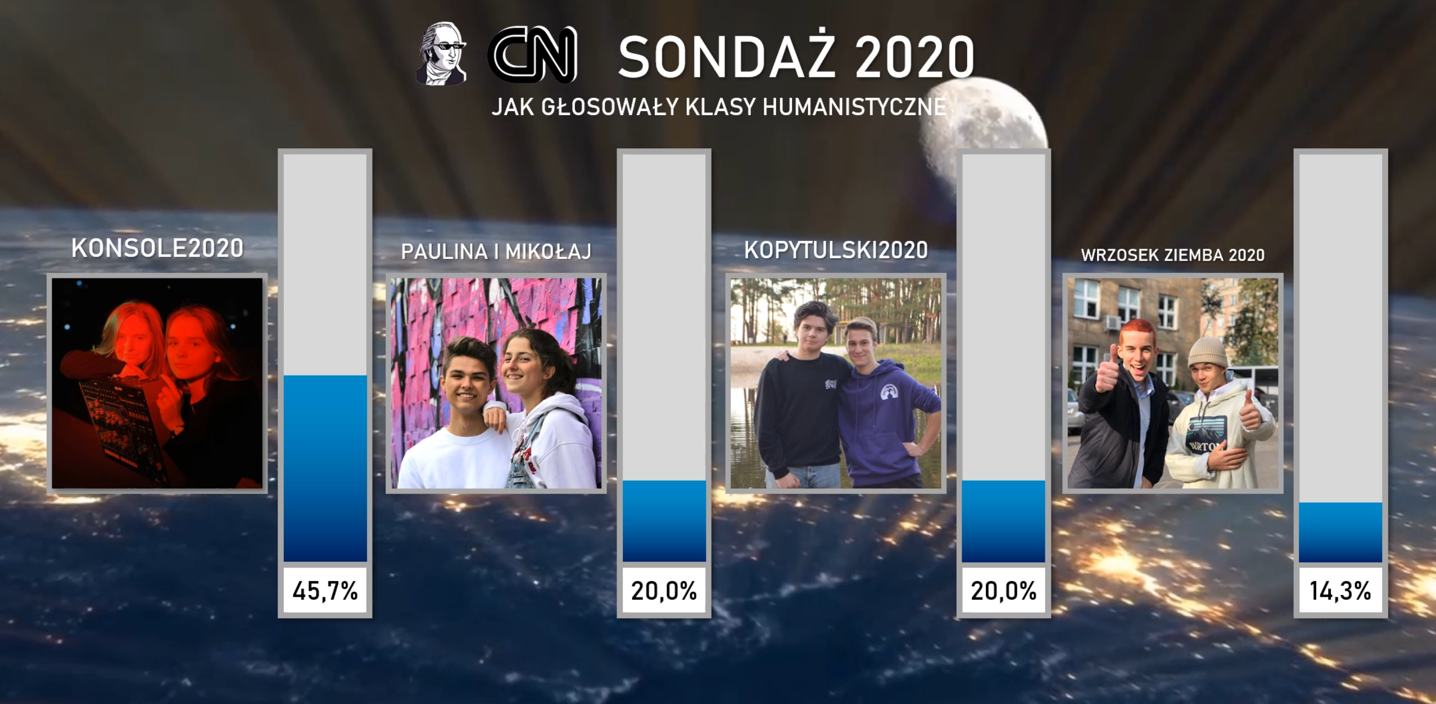 CN SONDAŻ 2020
JAK GŁOSOWAŁY KLASY HUMANISTYCZNE
KONSOLE2020
PAULINA I MIKOŁAJ
KOPYTULSKI2020
WRZOSEK ZIEMBA 2020
BURTON
45,7%
20,0%
20,0%
14,3%